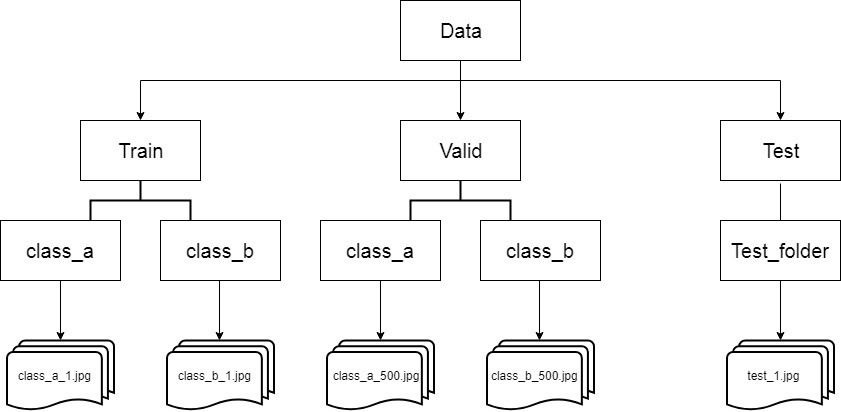 Data
Train
Valid
Test
class_a
class_b
class_a
class_b
Test_folder
class_a_1.jpg
class_b_1.jpg
class_a_500.jpg
class_b_500.jpg
test_1.jpg